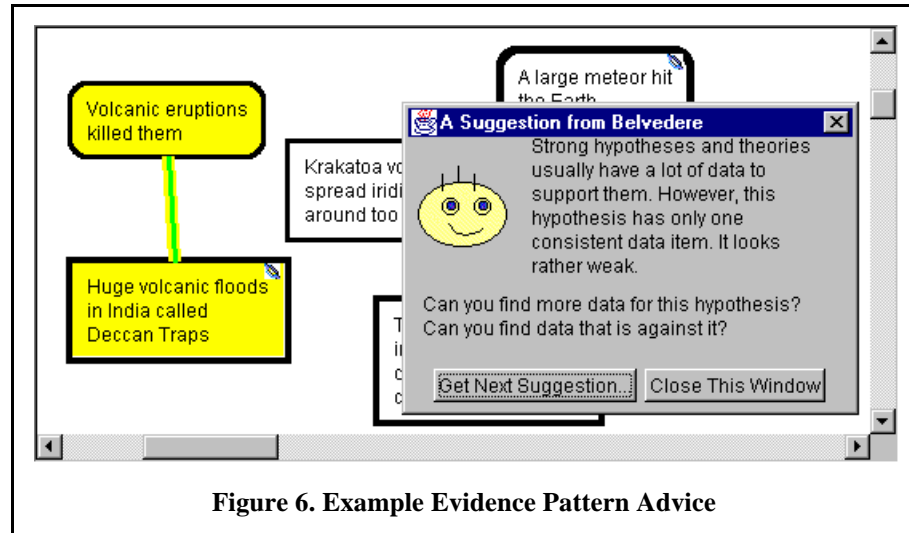 Volcanic eruptions
killed them
A large meteor hit
the Earth
Krakatoa
spread
around too
Huge volcanic floods
in India called
Deccan Traps
A Suggestion from Belvedere
Strong hypotheses and theories
usually have a lot of data to
support them. However, this
hypothesis has only one
consistent data item. It looks
rather weak.
Can you find more data for this hypothesis?
Can you find data that is against it?
Get Next Suggestion...
Close This Window
Figure 6. Example Evidence Pattern Advice